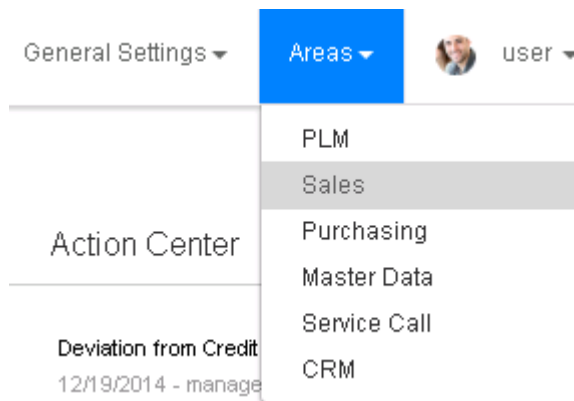 General Settings Areas user
PLM
Sales
Purchasing
Action Center
Master Data
Service Call
Deviation from Credit
CRM
12/19/2014 - manage